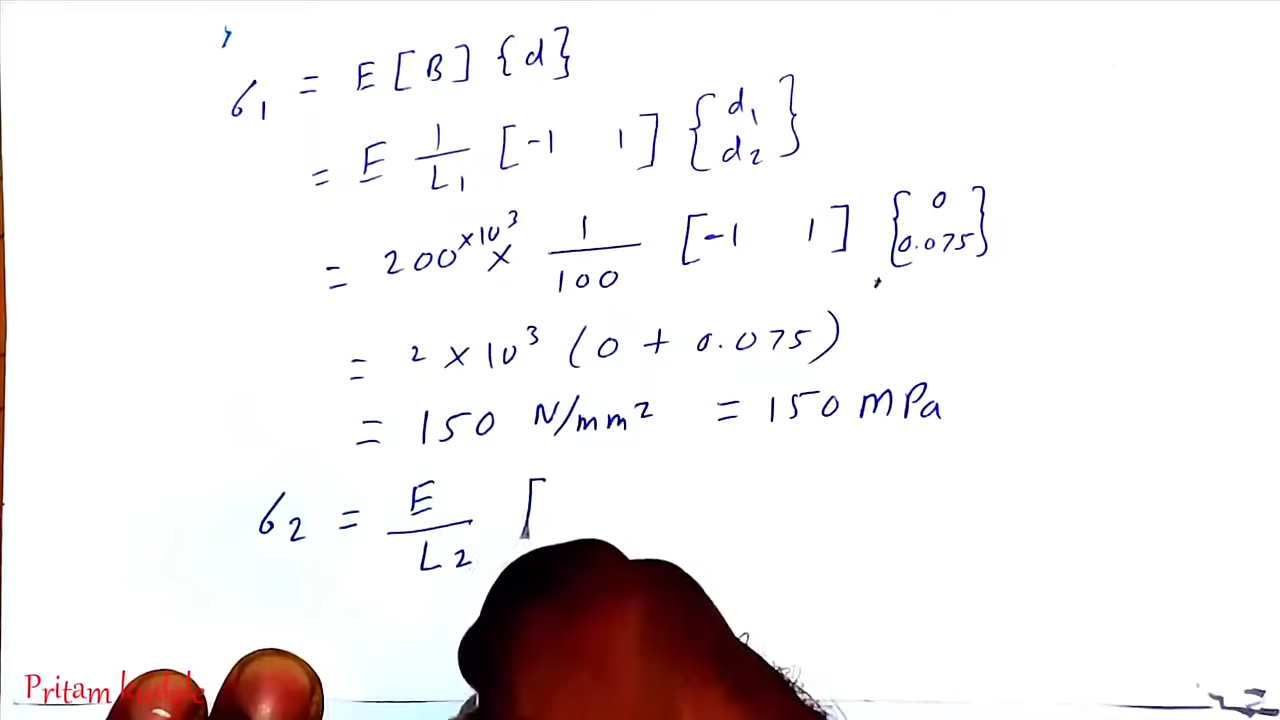 σ1 = E [B] {d}
= E 1/L1 [-1 1] {d1 d2}
= 200×10³ × 1/100 [-1 1] {0 0.075}
= 2 × 10³ (0 + 0.075)
= 150 N/mm² = 150 MPa
σ2 = E/L2 [
Pritam kudale